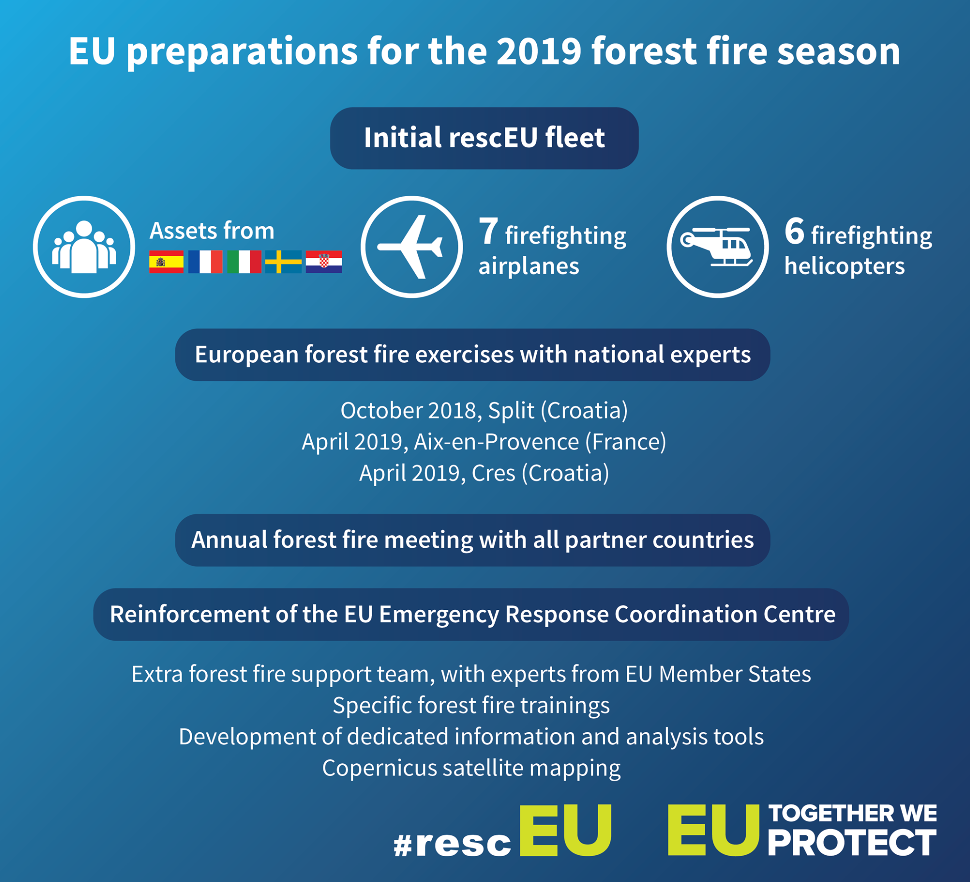 EU preparations for the 2019 forest fire season
Initial rescEU fleet
Assets from
7 firefighting
airplanes
6 firefighting
helicopters
European forest fire exercises with national experts
October 2018, Split (Croatia)
April 2019, Aix-en-Provence (France)
April 2019, Cres (Croatia)
Annual forest fire meeting with all partner countries
Reinforcement of the EU Emergency Response Coordination Centre
Extra forest fire support team, with experts from EU Member States
Specific forest fire trainings
Development of dedicated information and analysis tools
Copernicus satellite mapping
#rescEU
EU TOGETHER WE
PROTECT